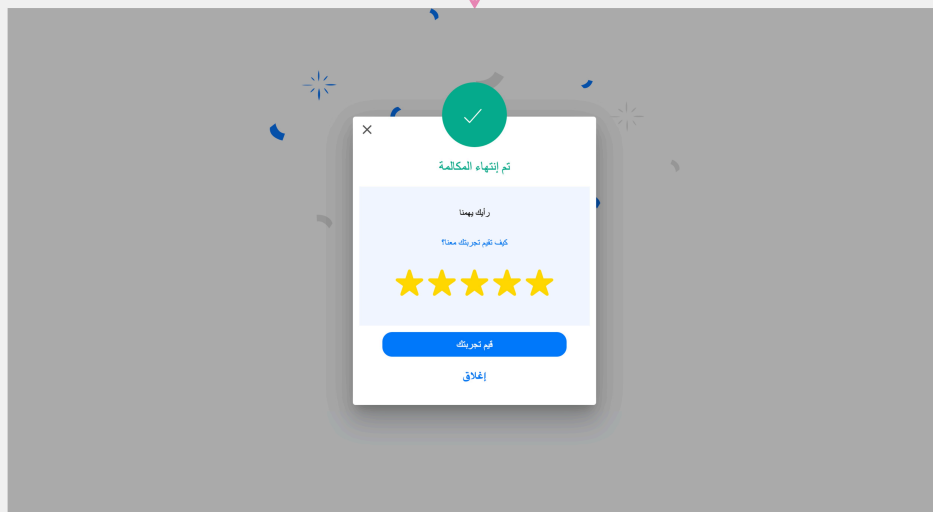 تم إنتهاء المكالمة
رأيك يهمنا
كيف تقيم تجربتك معنا؟
قيم تجربتك
إغلاق